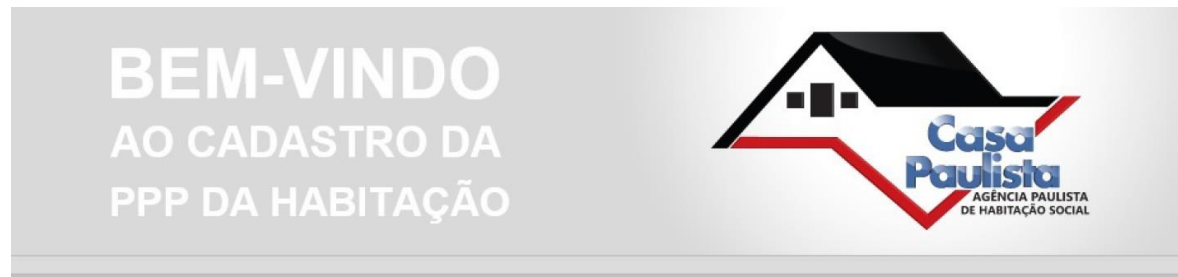 BEM-VINDO
AO CADASTRO DA
PPP DA HABITAÇÃO
Casa
Paulista
AGÊNCIA PAULISTA
DE HABITAÇÃO SOCIAL